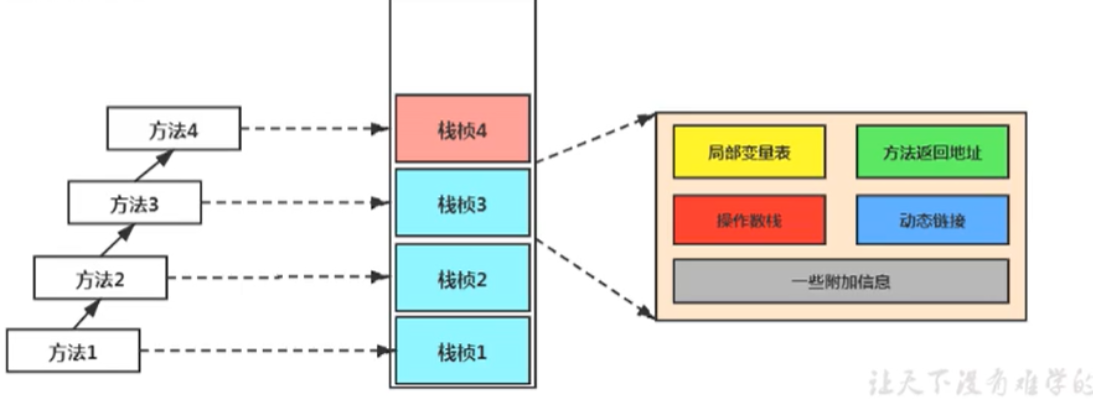 方法4
栈桢4
局部变量表
方法返回地址
方法3
栈桢3
操作数栈
动态链接
方法2
栈桢2
一些附加信息
方法1
栈桢1
让天下没有难学的